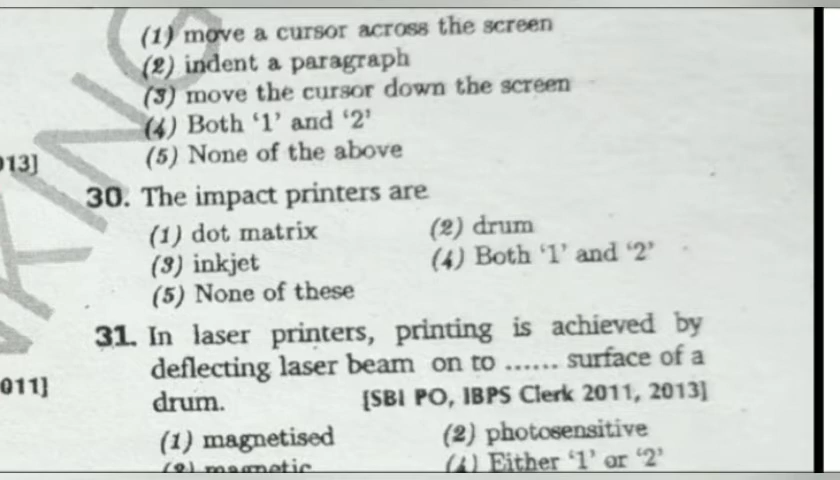 (1) move a cursor across the screen
(2) indent a paragraph
(3) move the cursor down the screen
(4) Both ‘1’ and ‘2’
(5) None of the above
013]
30. The impact printers are
(1) dot matrix (2) drum
(3) inkjet (4) Both ‘1’ and ‘2’
(5) None of these
31. In laser printers, printing is achieved by
deflecting laser beam on to ...... surface of a
drum. [SBI PO, IBPS Clerk 2011, 2013]
011]
(1) magnetised (2) photosensitive
(3) magnetic (4) Either ‘1’ or ‘2’